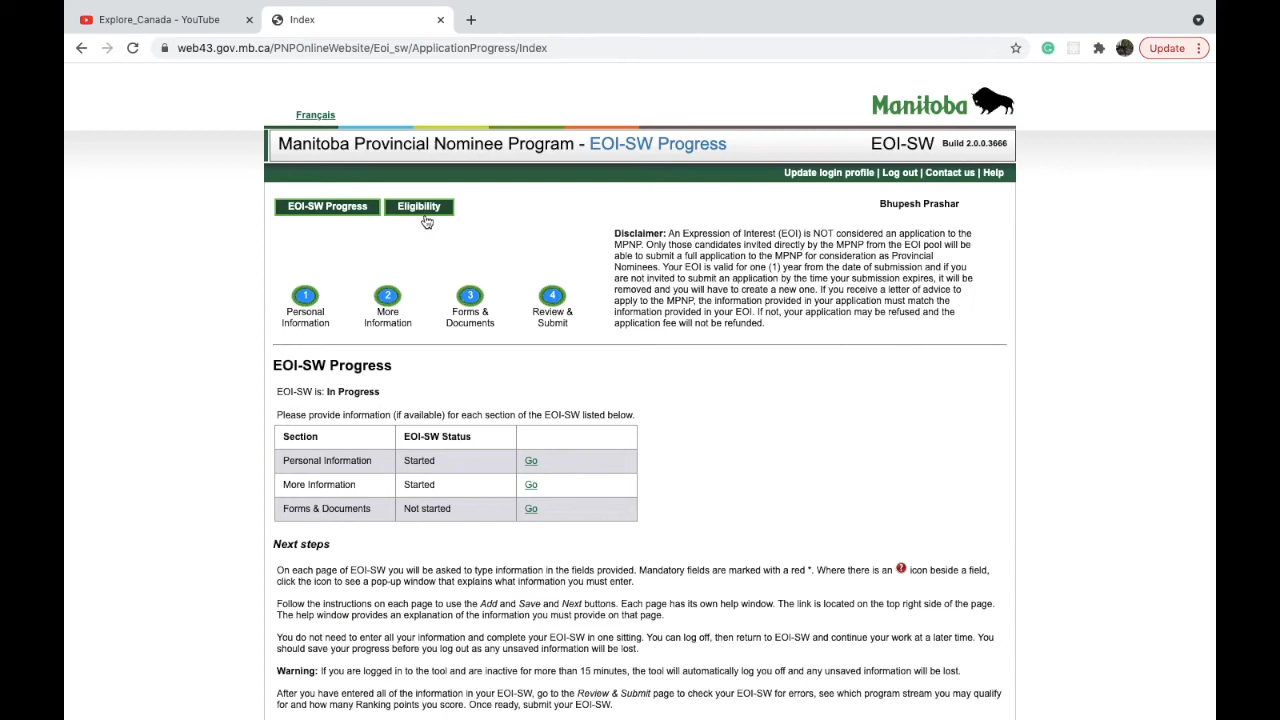 Explore_Canada - YouTube
Index
web43.gov.mb.ca/PNPOnlineWebsite/Eoi_sw/ApplicationProgress/Index
Update
Français
Manitoba
Manitoba Provincial Nominee Program - EOI-SW Progress
EOI-SW Build 2.0.0.3666
Update login profile | Log out | Contact us | Help
EOI-SW Progress
Eligibility
Bhupesh Prashar
Disclaimer: An Expression of Interest (EOI) is NOT considered an application to the
MPNP. Only those candidates invited directly by the MPNP from the EOI pool will be
able to submit a full application to the MPNP for consideration as Provincial
Nominees. Your EOI is valid for one (1) year from the date of submission and if you
are not invited to submit an application by the time your submission expires, it will be
removed and you will have to create a new one. If you receive a letter of advice to
apply to the MPNP, the information provided in your application must match the
information provided in your EOI. If not, your application may be refused and the
application fee will not be refunded.
1
Personal
Information
2
More
Information
3
Forms &
Documents
4
Review &
Submit
EOI-SW Progress
EOI-SW is: In Progress
Please provide information (if available) for each section of the EOI-SW listed below.
Section EOI-SW Status
Personal Information Started Go
More Information Started Go
Forms & Documents Not started Go
Next steps
On each page of EOI-SW you will be asked to type information in the fields provided. Mandatory fields are marked with a red *. Where there is an ? icon beside a field,
click the icon to see a pop-up window that explains what information you must enter.
Follow the instructions on each page to use the Add and Save and Next buttons. Each page has its own help window. The link is located on the top right side of the page.
The help window provides an explanation of the information you must provide on that page.
You do not need to enter all your information and complete your EOI-SW in one sitting. You can log off, then return to EOI-SW and continue your work at a later time. You
should save your progress before you log out as any unsaved information will be lost.
Warning: If you are logged in to the tool and are inactive for more than 15 minutes, the tool will automatically log you off and any unsaved information will be lost.
After you have entered all of the information in your EOI-SW, go to the Review & Submit page to check your EOI-SW for errors, see which program stream you may qualify
for and how many Ranking points you score. Once ready, submit your EOI-SW.